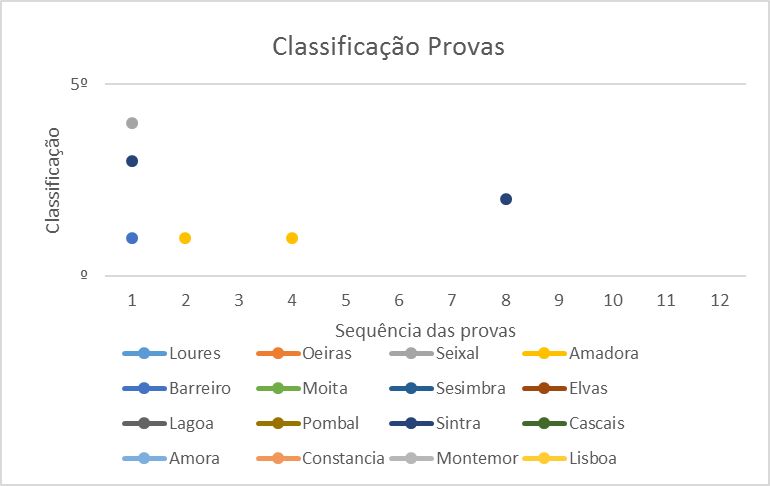 Classificação Provas
5º
Classificação
º
1 2 3 4 5 6 7 8 9 10 11 12
Sequência das provas
Loures Oeiras Seixal Amadora
Barreiro Moita Sesimbra Elvas
Lagoa Pombal Sintra Cascais
Amora Constancia Montemor Lisboa